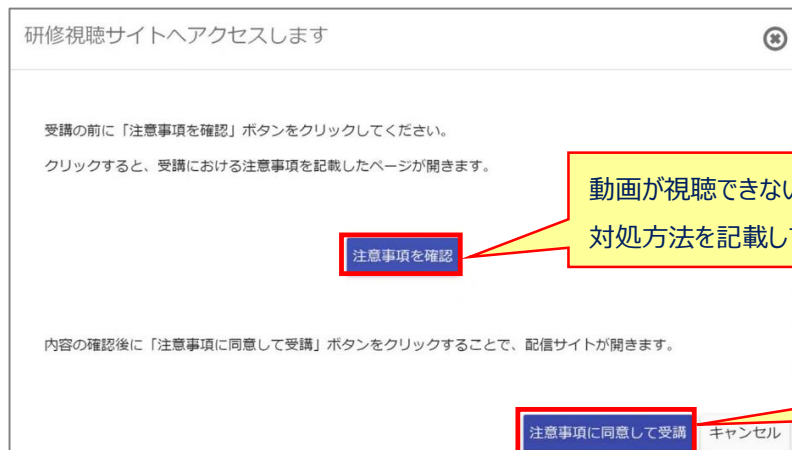 研修視聴サイトへアクセスします
受講の前に「注意事項を確認」ボタンをクリックしてください。
クリックすると、受講における注意事項を記載したページが開きます。
動画が視聴できない
対処方法を記載して
注意事項を確認
内容の確認後に「注意事項に同意して受講」ボタンをクリックすることで、配信サイトが開きます。
注意事項に同意して受講 キャンセル